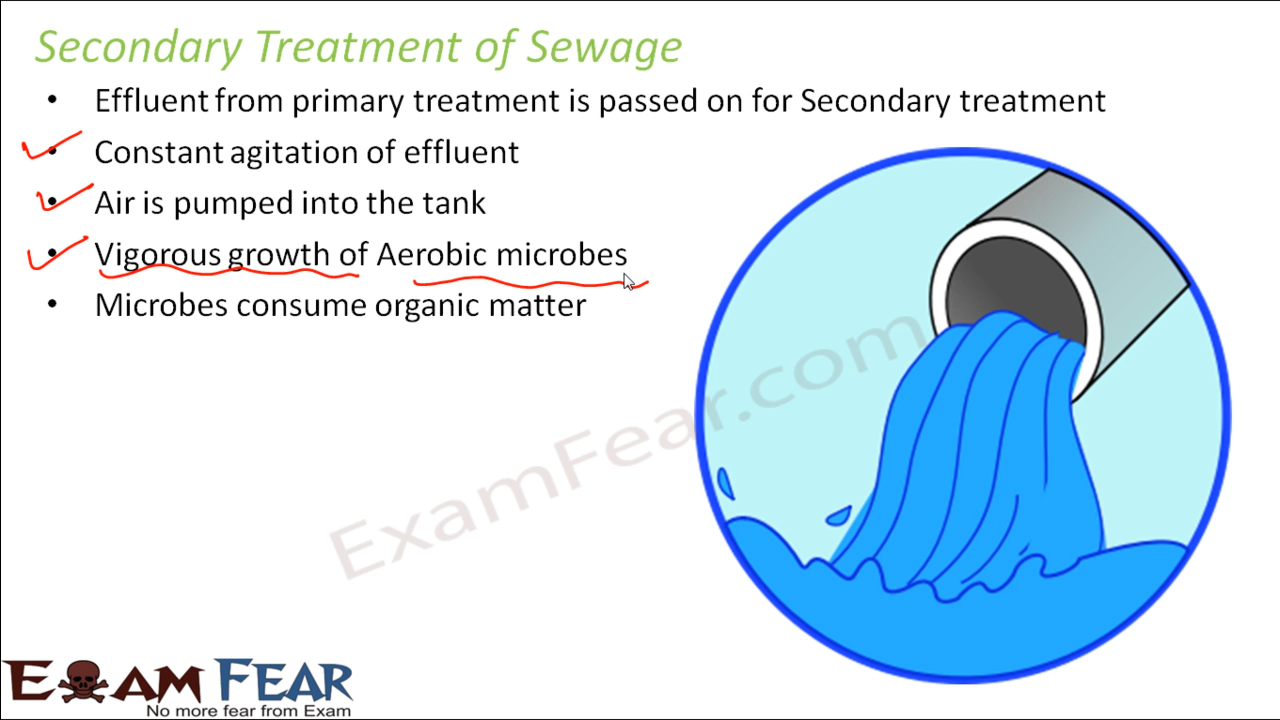 Secondary Treatment of Sewage
• Effluent from primary treatment is passed on for Secondary treatment
• Constant agitation of effluent
• Air is pumped into the tank
• Vigorous growth of Aerobic microbes
• Microbes consume organic matter
ExamFear.com
EXAM FEAR
No more fear from Exam